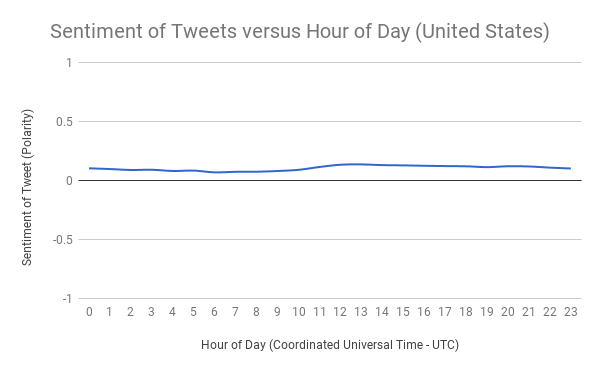 Sentiment of Tweets versus Hour of Day (United States)
1
0.5
0
-0.5
-1
Sentiment of Tweet (Polarity)
0 1 2 3 4 5 6 7 8 9 10 11 12 13 14 15 16 17 18 19 20 21 22 23
Hour of Day (Coordinated Universal Time - UTC)